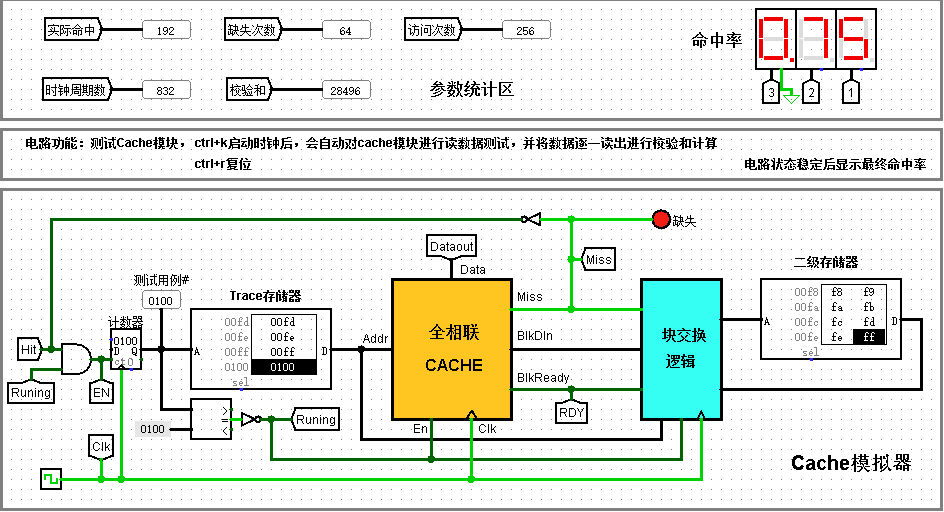 实际命中 192 缺失次数 64 访问次数 256
命中率 0.75
时钟周期数 832 校验和 28496 参数统计区
3 2 1
电路功能：测试Cache模块， ctrl+k启动时钟后，会自动对cache模块进行读数据测试，并将数据逐一读出进行校验和计算
ctrl+r复位 电路状态稳定后显示最终命中率
缺失
Dataout
Miss
Data
测试用例#
0100
二级存储器
Trace存储器
00f8 f8 f9
00fa fa fb
00fc fc fd
00fe fe ff
A D
sel
Miss
计数器
0100
D Q
ct0
00fd 00fd
00fe 00fe
00ff 00ff
0100 0100
A D
sel
Addr
全相联
CACHE
BlkDIn
块交换
逻辑
Hit
BlkReady
Runing
EN
RDY
>
=
<
0100
Runing
En Clk
Clk
Cache模拟器